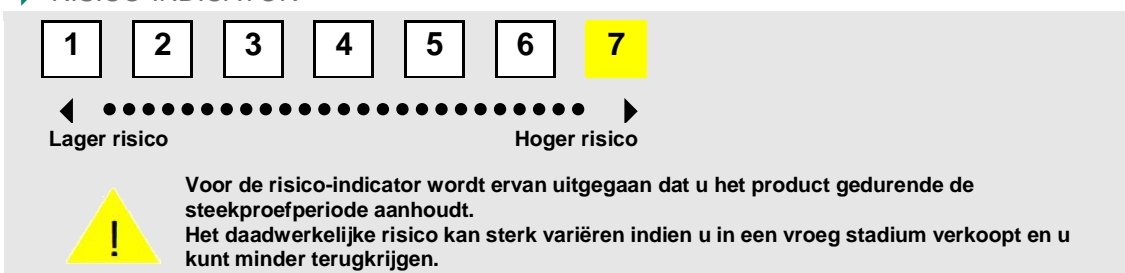 RISICO-INDICATOR
1 2 3 4 5 6 7
Lager risico Hoger risico
Voor de risico-indicator wordt ervan uitgegaan dat u het product gedurende de
steekproefperiode aanhoudt.
!
Het daadwerkelijke risico kan sterk variëren indien u in een vroeg stadium verkoopt en u
kunt minder terugkrijgen.